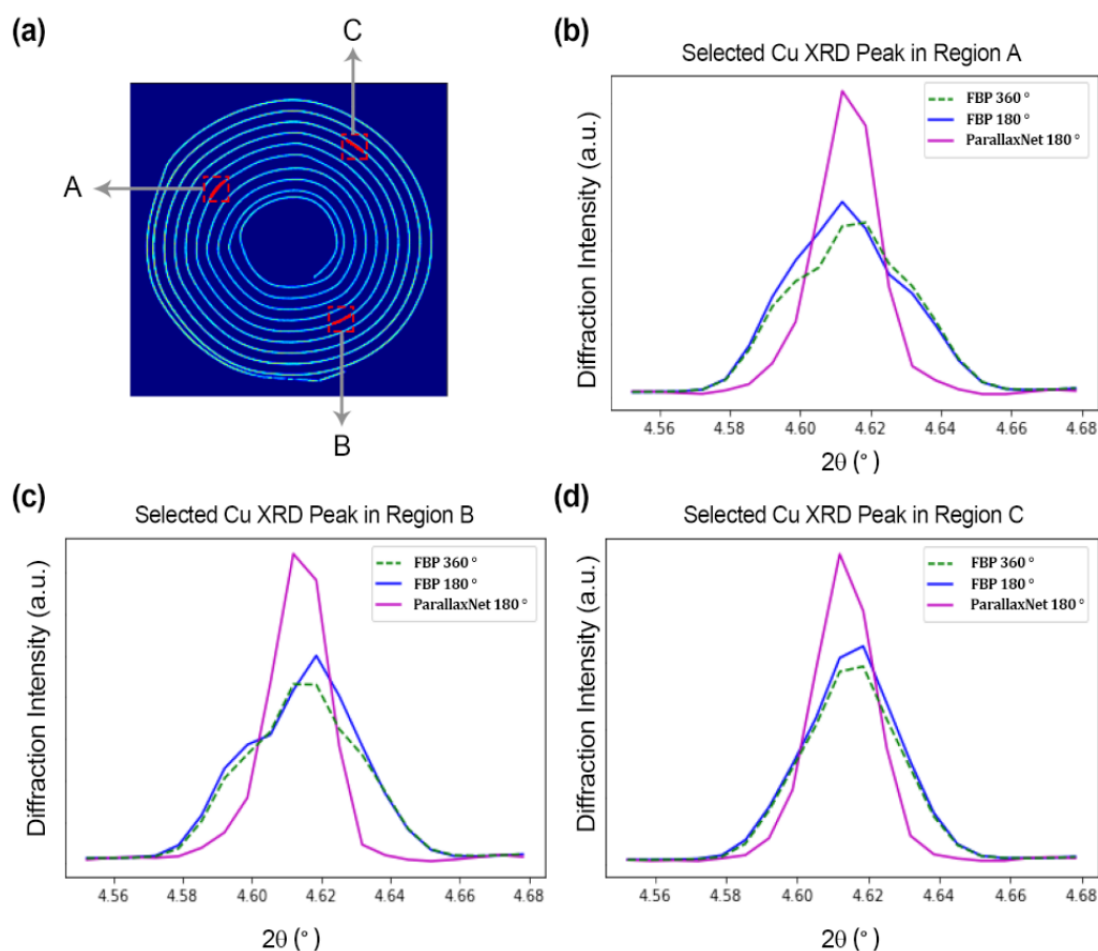 (a)
C
A
B
(b)
Selected Cu XRD Peak in Region A
Diffraction Intensity (a.u.)
FBP 360 °
FBP 180 °
ParallaxNet 180 °
4.56 4.58 4.60 4.62 4.64 4.66 4.68
2θ (°)
(c)
Selected Cu XRD Peak in Region B
Diffraction Intensity (a.u.)
FBP 360 °
FBP 180 °
ParallaxNet 180 °
4.56 4.58 4.60 4.62 4.64 4.66 4.68
2θ (°)
(d)
Selected Cu XRD Peak in Region C
Diffraction Intensity (a.u.)
FBP 360 °
FBP 180 °
ParallaxNet 180 °
4.56 4.58 4.60 4.62 4.64 4.66 4.68
2θ (°)